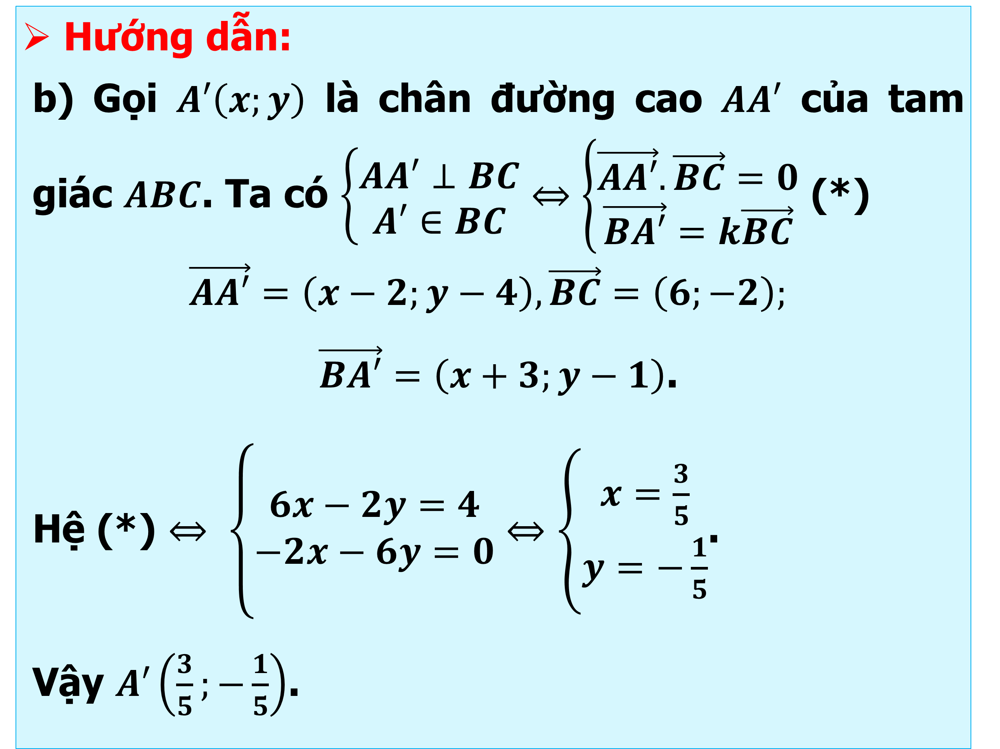 Hướng dẫn:
b) Gọi $A'(x; y)$ là chân đường cao $AA'$ của tam
giác $ABC$. Ta có $\begin{cases} AA' \perp BC \\ A' \in BC \end{cases} \Leftrightarrow \begin{cases} \overrightarrow{AA'}.\overrightarrow{BC} = 0 \\ \overrightarrow{BA'} = k\overrightarrow{BC} \end{cases}$ (*)
$\overrightarrow{AA'} = (x - 2; y - 4), \overrightarrow{BC} = (6; -2);$
$\overrightarrow{BA'} = (x + 3; y - 1).$
Hệ (*) $\Leftrightarrow \begin{cases} 6x - 2y = 4 \\ -2x - 6y = 0 \end{cases} \Leftrightarrow \begin{cases} x = \frac{3}{5} \\ y = -\frac{1}{5} \end{cases}.$
Vậy $A'\left(\frac{3}{5}; -\frac{1}{5}\right).$